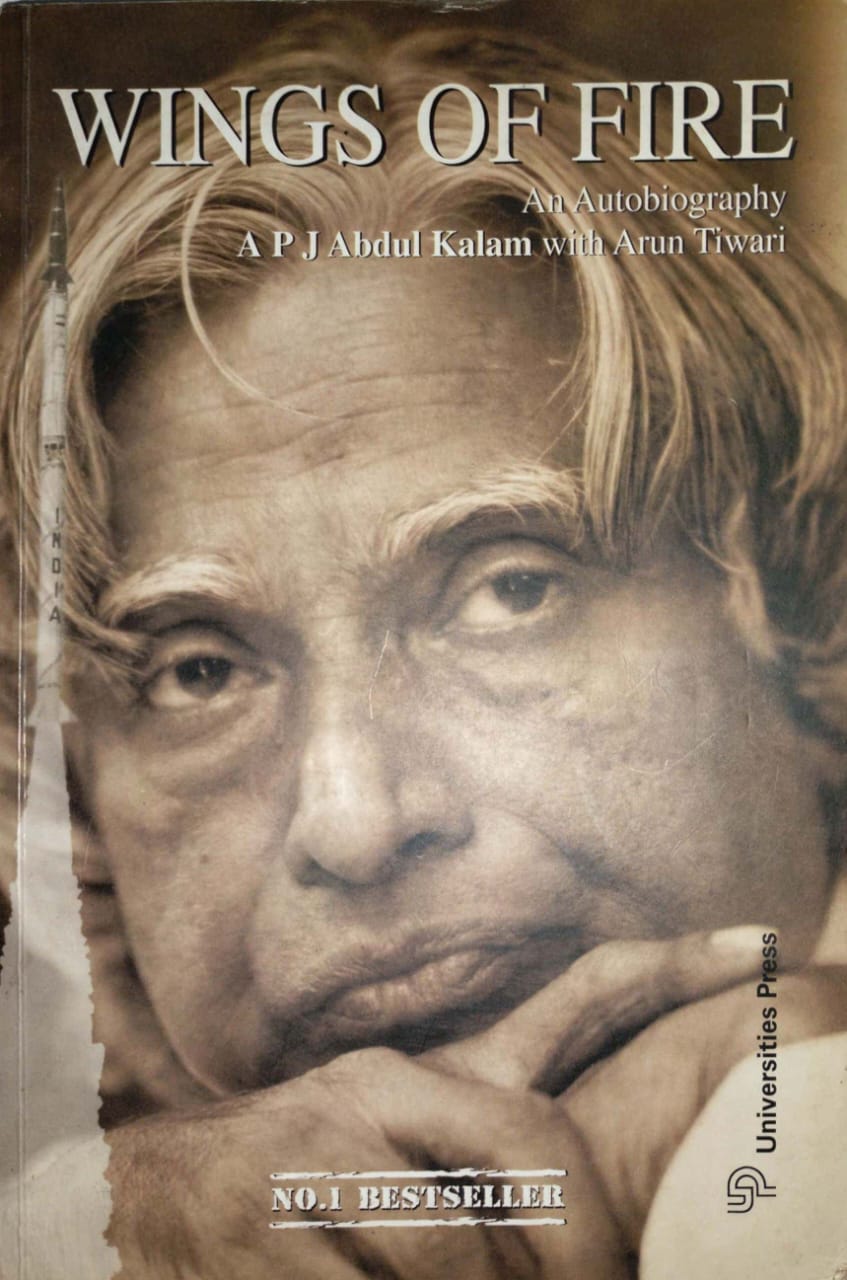 WINGS OF FIRE
An Autobiography
A P J Abdul Kalam with Arun Tiwari
INDIA
Universities Press
NO.1 BESTSELLER